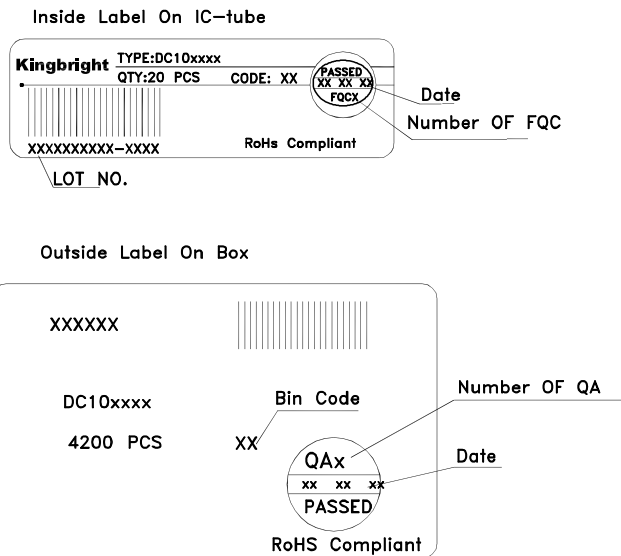 Inside Label On IC-tube
Kingbright TYPE:DC10xxxx
QTY:20 PCS CODE: XX
PASSED
XX XX XX
FQCX
Date
Number OF FQC
XXXXXXXXXX-XXXX
RoHs Compliant
LOT NO.
Outside Label On Box
XXXXXX
DC10xxxx
Bin Code
Number OF QA
4200 PCS XX
QAx
Date
xx xx xx
PASSED
RoHS Compliant